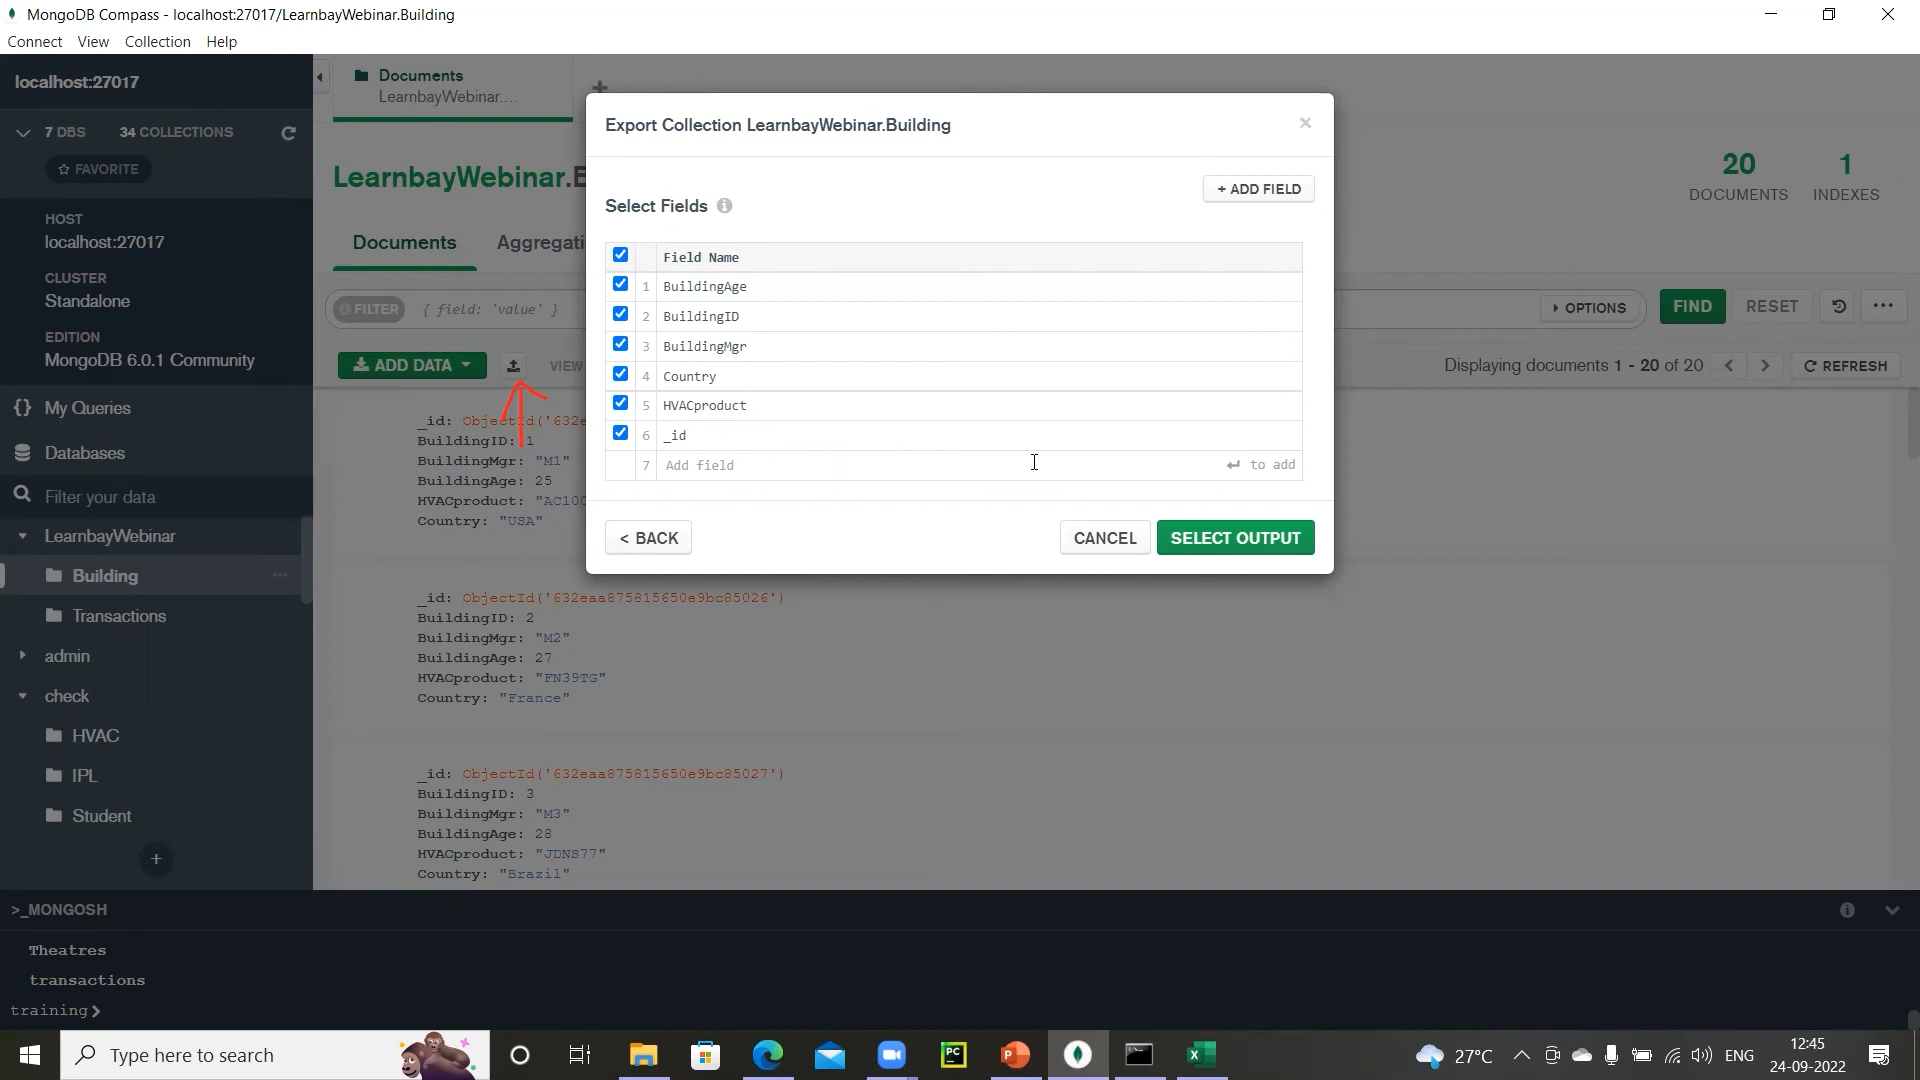 MongoDB Compass - localhost:27017/LearnbayWebinar.Building
Connect View Collection Help
localhost:27017
7 DBS 34 COLLECTIONS
FAVORITE
HOST
localhost:27017
CLUSTER
Standalone
EDITION
MongoDB 6.0.1 Community
{} My Queries
Databases
Filter your data
LearnbayWebinar
Building
Transactions
admin
check
HVAC
IPL
Student
+
Documents
LearnbayWebinar....
LearnbayWebinar.
20
DOCUMENTS
1
INDEXES
Documents Aggregati
FILTER { field: 'value' }
OPTIONS FIND RESET
ADD DATA VIEW
Displaying documents 1 - 20 of 20 < > REFRESH
_id: ObjectId('632ea
BuildingID: 1
BuildingMgr: "M1"
BuildingAge: 25
HVACproduct: "AC100
Country: "USA"
_id: ObjectId('632eaa875815650e9bc85026')
BuildingID: 2
BuildingMgr: "M2"
BuildingAge: 27
HVACproduct: "FN39TG"
Country: "France"
_id: ObjectId('632eaa875815650e9bc85027')
BuildingID: 3
BuildingMgr: "M3"
BuildingAge: 28
HVACproduct: "JDNS77"
Country: "Brazil"
Export Collection LearnbayWebinar.Building
×
+ ADD FIELD
Select Fields
Field Name
1 BuildingAge
2 BuildingID
3 BuildingMgr
4 Country
5 HVACproduct
6 _id
7 Add field to add
< BACK CANCEL SELECT OUTPUT
>_MONGOSH
Theatres
transactions
training>
Type here to search
PC
27°C ENG
12:45
24-09-2022